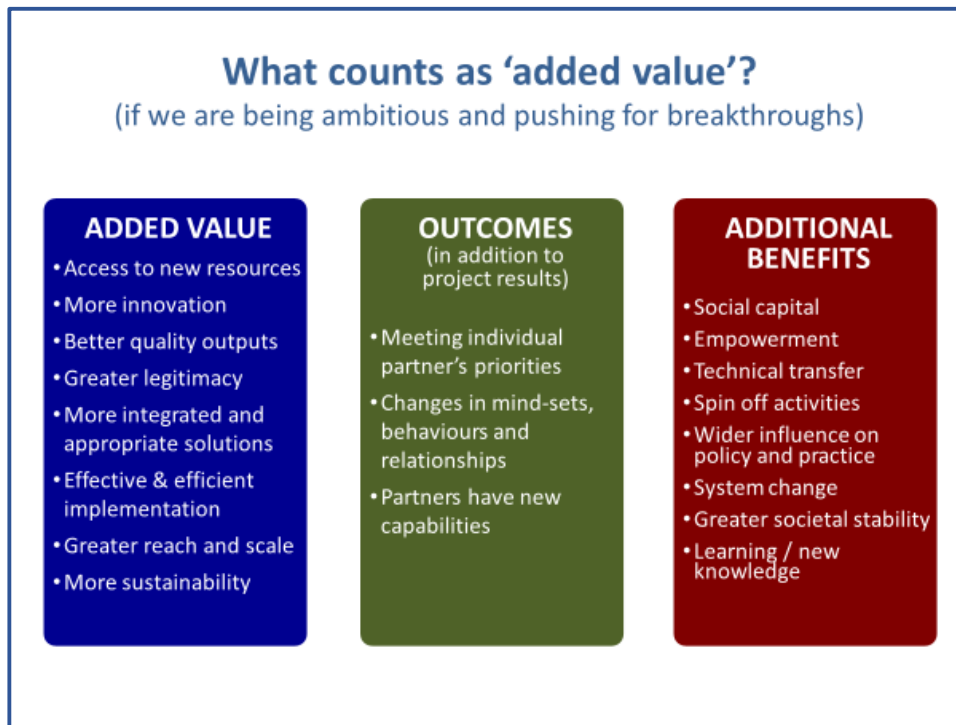 What counts as ‘added value’?
(if we are being ambitious and pushing for breakthroughs)
ADDED VALUE
• Access to new resources
• More innovation
• Better quality outputs
• Greater legitimacy
• More integrated and
appropriate solutions
• Effective & efficient
implementation
• Greater reach and scale
• More sustainability
OUTCOMES
(in addition to
project results)
• Meeting individual
partner’s priorities
• Changes in mind-sets,
behaviours and
relationships
• Partners have new
capabilities
ADDITIONAL
BENEFITS
• Social capital
• Empowerment
• Technical transfer
• Spin off activities
• Wider influence on
policy and practice
• System change
• Greater societal stability
• Learning / new
knowledge